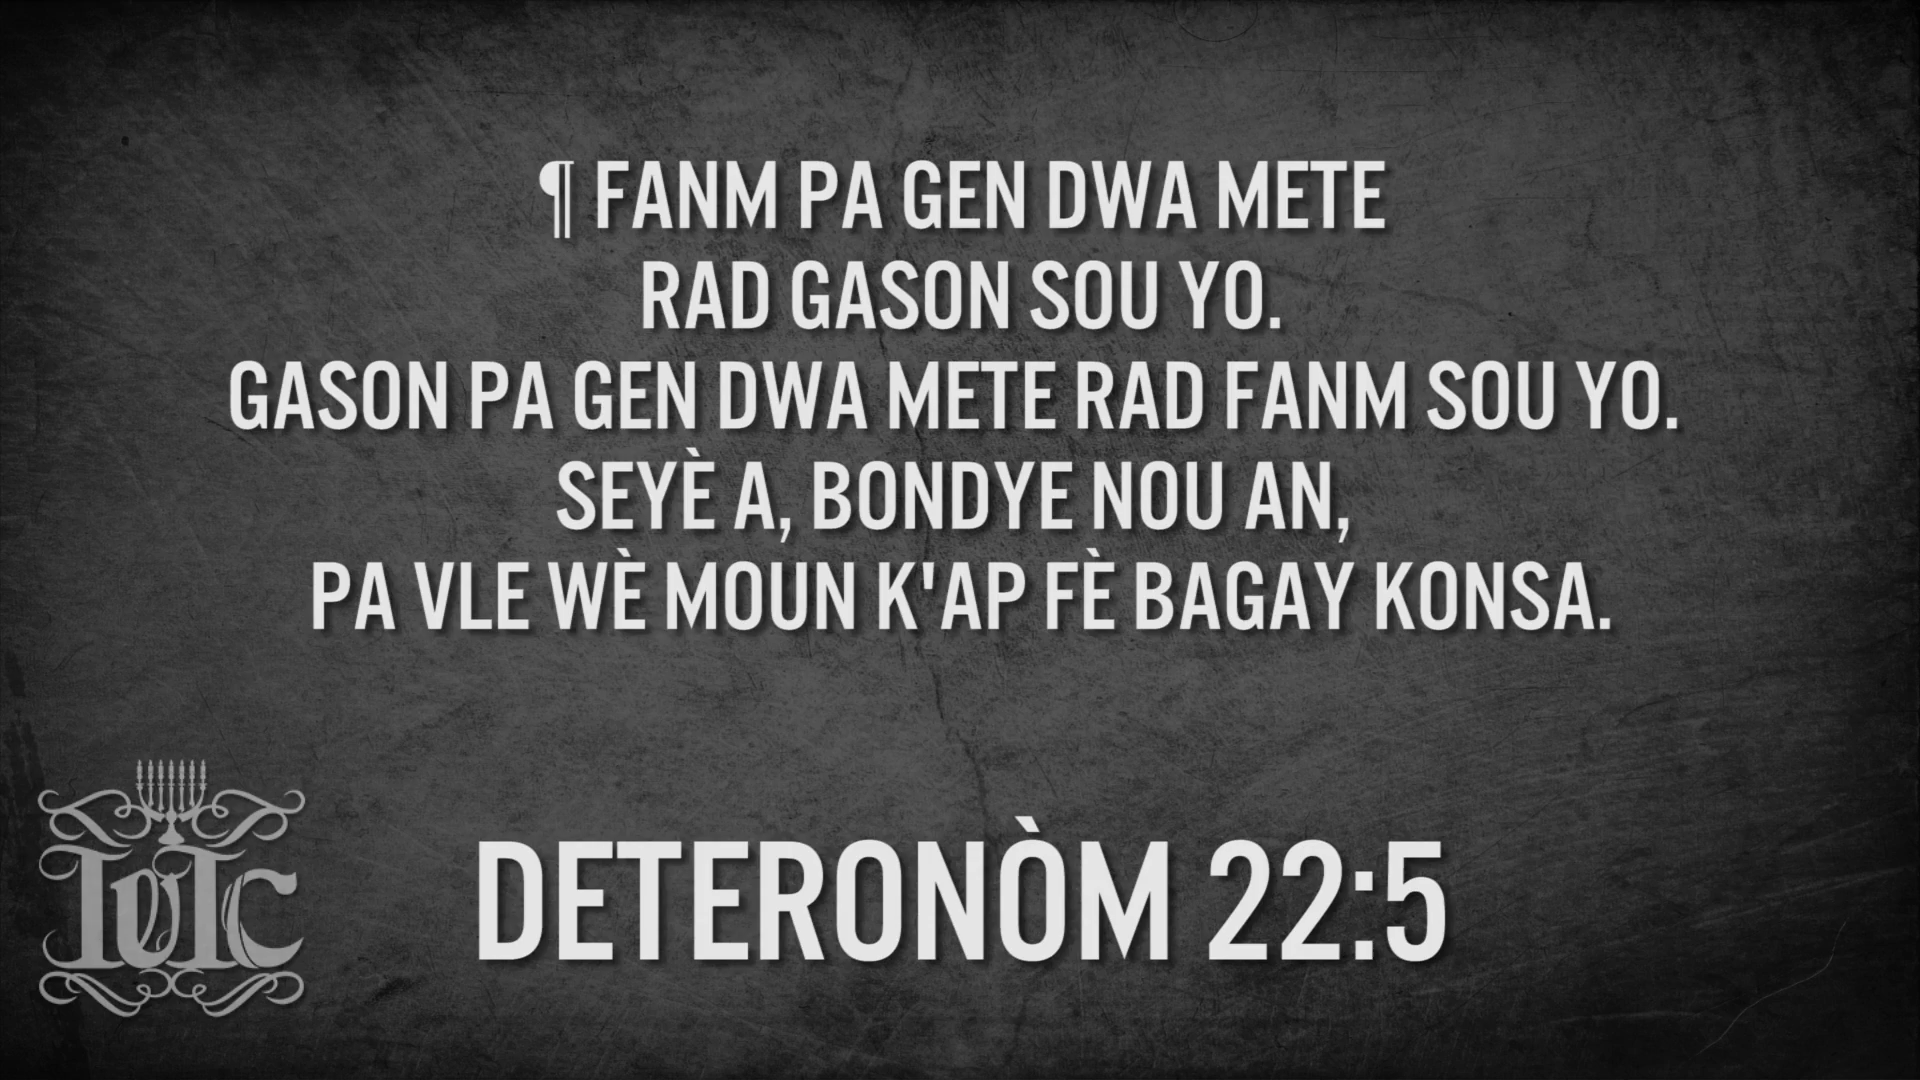 ¶ FANM PA GEN DWA METE
RAD GASON SOU YO.
GASON PA GEN DWA METE RAD FANM SOU YO.
SEYÈ A, BONDYE NOU AN,
PA VLE WÈ MOUN K'AP FÈ BAGAY KONSA.
DETERONÒM 22:5
IUIC